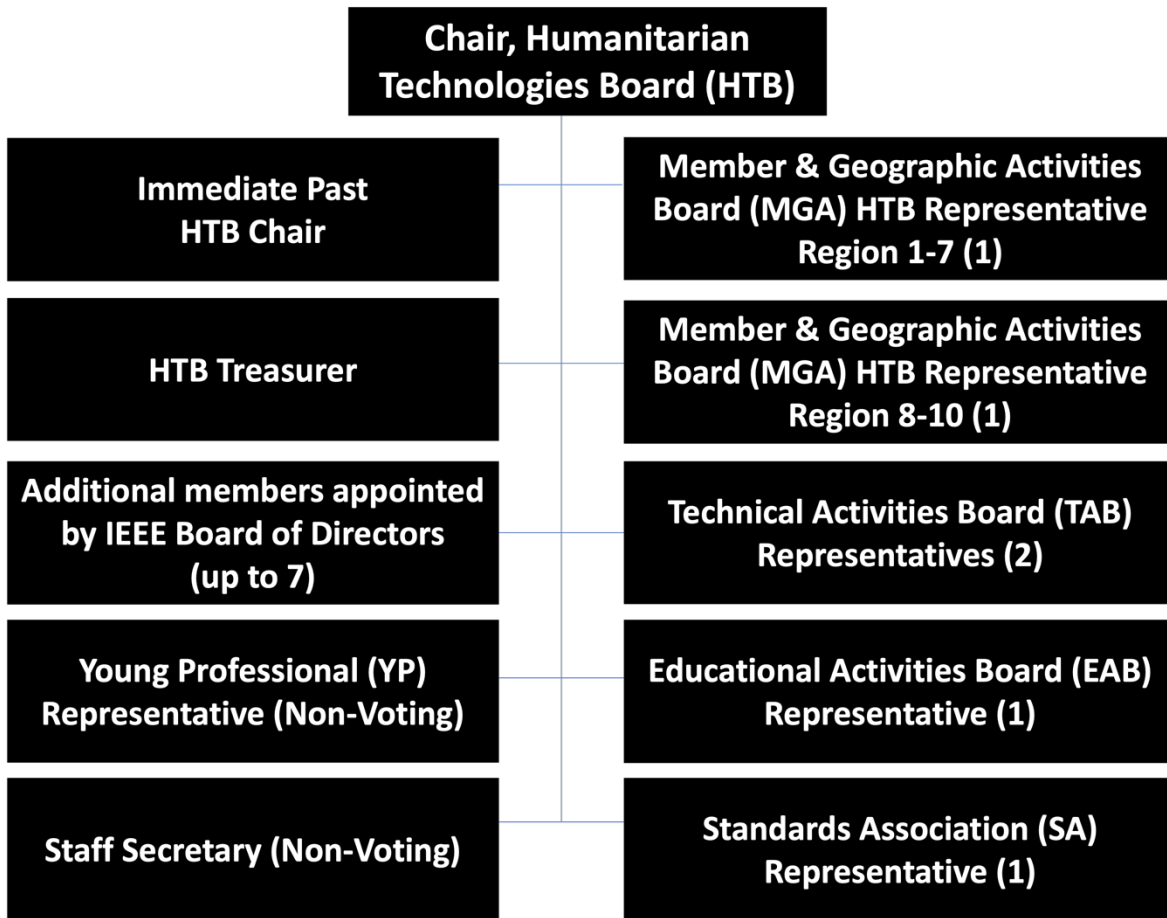 Chair, Humanitarian
Technologies Board (HTB)
Immediate Past
HTB Chair
Member & Geographic Activities
Board (MGA) HTB Representative
Region 1-7 (1)
HTB Treasurer
Member & Geographic Activities
Board (MGA) HTB Representative
Region 8-10 (1)
Additional members appointed
by IEEE Board of Directors
(up to 7)
Technical Activities Board (TAB)
Representatives (2)
Young Professional (YP)
Representative (Non-Voting)
Educational Activities Board (EAB)
Representative (1)
Staff Secretary (Non-Voting)
Standards Association (SA)
Representative (1)